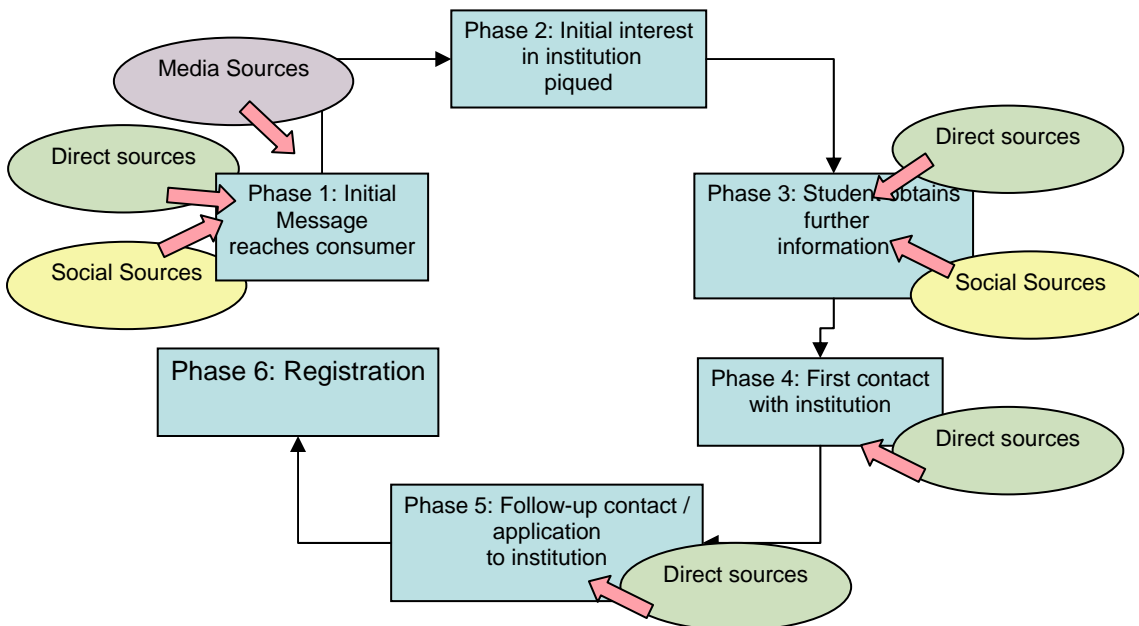 Phase 2: Initial interest
in institution
piqued
Media Sources
Direct sources
Phase 1: Initial
Message
reaches consumer
Social Sources
Direct sources
Phase 3: Student obtains
further
information
Social Sources
Phase 4: First contact
with institution
Direct sources
Phase 5: Follow-up contact /
application
to institution
Direct sources
Phase 6: Registration